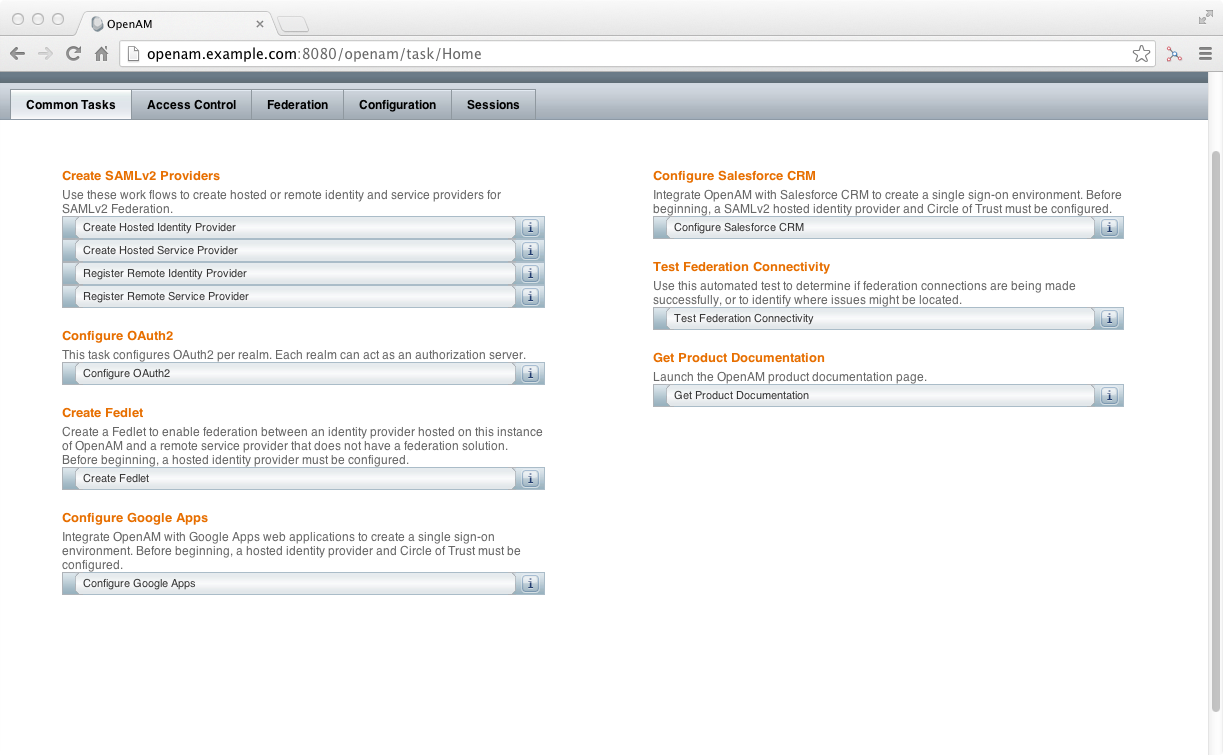 OpenAM
openam.example.com:8080/openam/task/Home
Common Tasks Access Control Federation Configuration Sessions
Create SAMLv2 Providers
Use these work flows to create hosted or remote identity and service providers for
SAMLv2 Federation.
Create Hosted Identity Provider
Create Hosted Service Provider
Register Remote Identity Provider
Register Remote Service Provider
Configure OAuth2
This task configures OAuth2 per realm. Each realm can act as an authorization server.
Configure OAuth2
Create Fedlet
Create a Fedlet to enable federation between an identity provider hosted on this instance
of OpenAM and a remote service provider that does not have a federation solution.
Before beginning, a hosted identity provider must be configured.
Create Fedlet
Configure Google Apps
Integrate OpenAM with Google Apps web applications to create a single sign-on
environment. Before beginning, a hosted identity provider and Circle of Trust must be
configured.
Configure Google Apps
Configure Salesforce CRM
Integrate OpenAM with Salesforce CRM to create a single sign-on environment. Before
beginning, a SAMLv2 hosted identity provider and Circle of Trust must be configured.
Configure Salesforce CRM
Test Federation Connectivity
Use this automated test to determine if federation connections are being made
successfully, or to identify where issues might be located.
Test Federation Connectivity
Get Product Documentation
Launch the OpenAM product documentation page.
Get Product Documentation